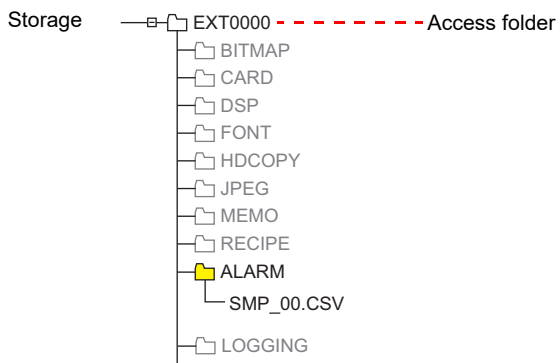 Storage EXT0000 Access folder
BITMAP
CARD
DSP
FONT
HDCOPY
JPEG
MEMO
RECIPE
ALARM
SMP_00.CSV
LOGGING